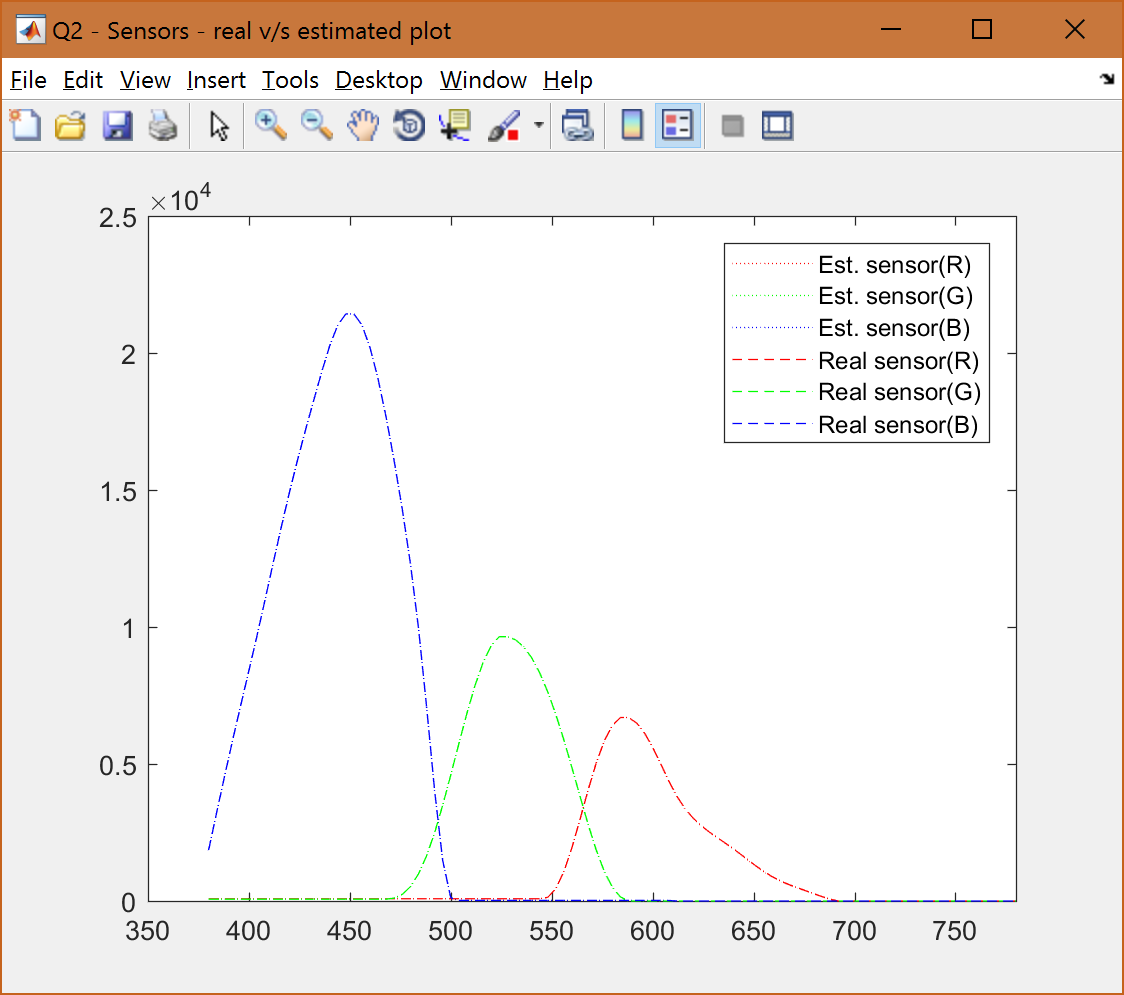 Q2 - Sensors - real v/s estimated plot
File Edit View Insert Tools Desktop Window Help
×10^4
2.5
2
1.5
1
0.5
0
350 400 450 500 550 600 650 700 750
Est. sensor(R)
Est. sensor(G)
Est. sensor(B)
Real sensor(R)
Real sensor(G)
Real sensor(B)